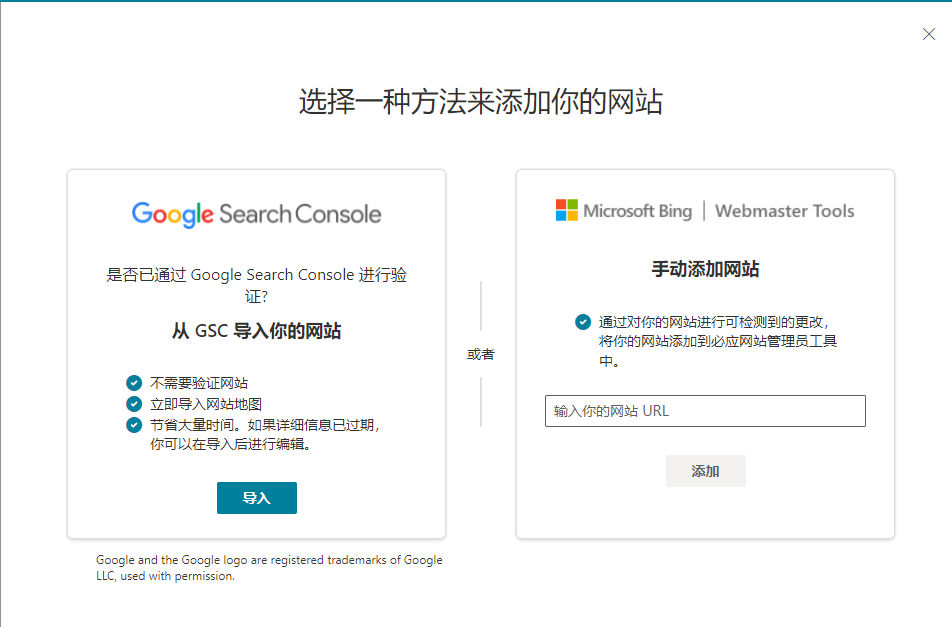 选择一种方法来添加你的网站
Google Search Console
是否已通过 Google Search Console 进行验
证?
从 GSC 导入你的网站
不需要验证网站
立即导入网站地图
节省大量时间。如果详细信息已过期，
你可以在导入后进行编辑。
导入
Google and the Google logo are registered trademarks of Google
LLC, used with permission.
或者
Microsoft Bing | Webmaster Tools
手动添加网站
通过对你的网站进行可检测到的更改，
将你的网站添加到必应网站管理员工具
中。
输入你的网站 URL
添加